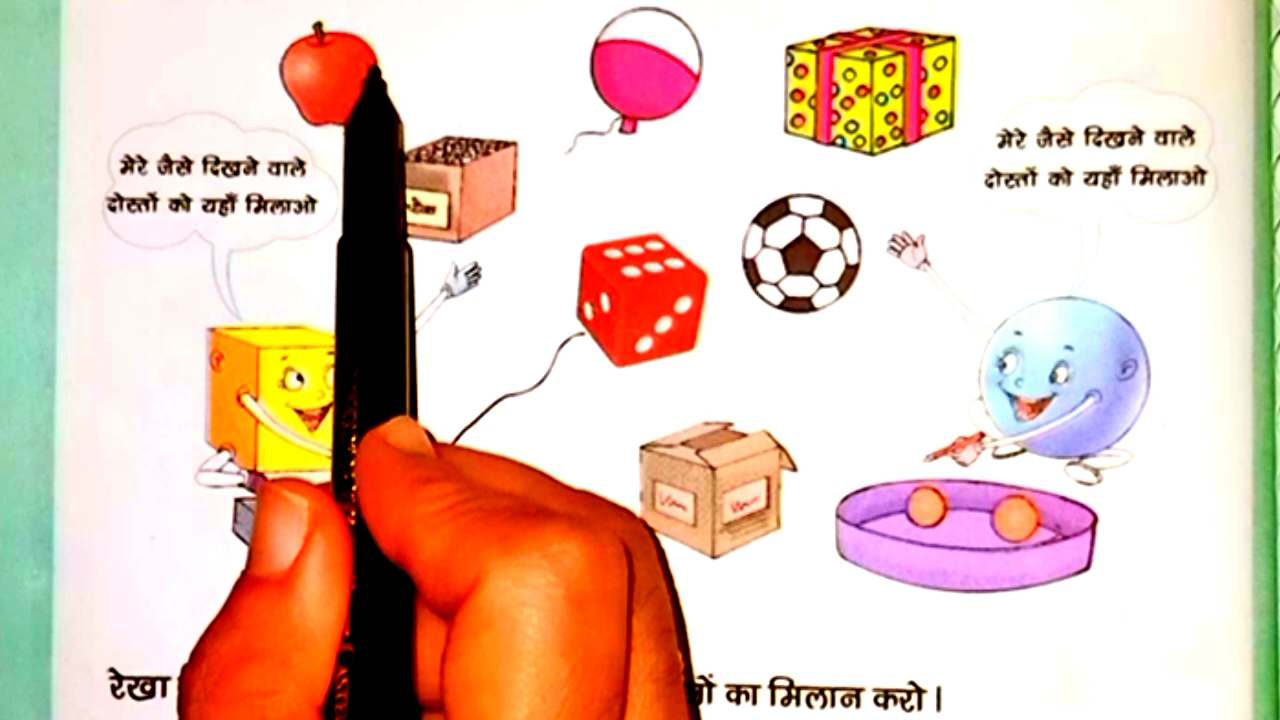 मेरे जैसे दिखने वाले
दोस्तों को यहाँ मिलाओ
मेरे जैसे दिखने वाले
दोस्तों को यहाँ मिलाओ
रेखा
का मिलान करो।